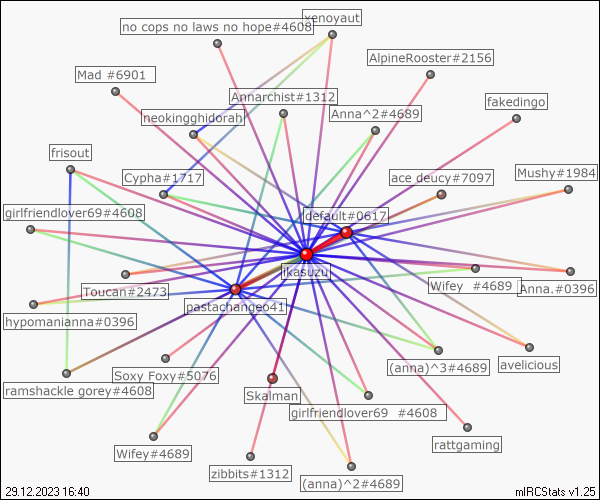 xenoyaut
no cops no laws no hope#4608
AlpineRooster#2156
Mad #6901
Annarchist#1312
fakedingo
neokingghidorah
Anna^2#4689
frisout
Cypha#1717
ace deucy#7097
Mushy#1984
girlfriendlover69#4608
default#0617
ikasuzu
Toucan#2473
Wifey #4689
Anna.#0396
hypomanianna#0396
pastachangeo41
Soxy Foxy#5076
(anna)^3#4689
avelicious
ramshackle gorey#4608
Skalman
girlfriendlover69 #4608
Wifey#4689
rattgaming
zibbits#1312
(anna)^2#4689
29.12.2023 16:40
mIRCStats v1.25